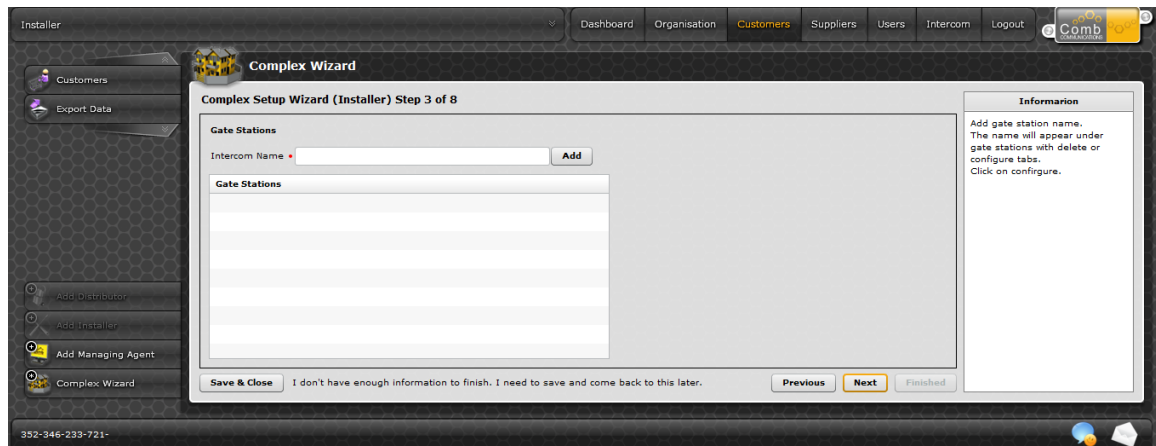 Installer
Dashboard Organisation Customers Suppliers Users Intercom Logout
Comb
COMMUNICATIONS
Customers
Export Data
Add Distributor
Add Installer
Add Managing Agent
Complex Wizard
Complex Wizard
Complex Setup Wizard (Installer) Step 3 of 8
Gate Stations
Intercom Name • Add
Gate Stations
Save & Close I don't have enough information to finish. I need to save and come back to this later. Previous Next Finished
Informarion
Add gate station name.
The name will appear under
gate stations with delete or
configure tabs.
Click on confirgure.
352-346-233-721-